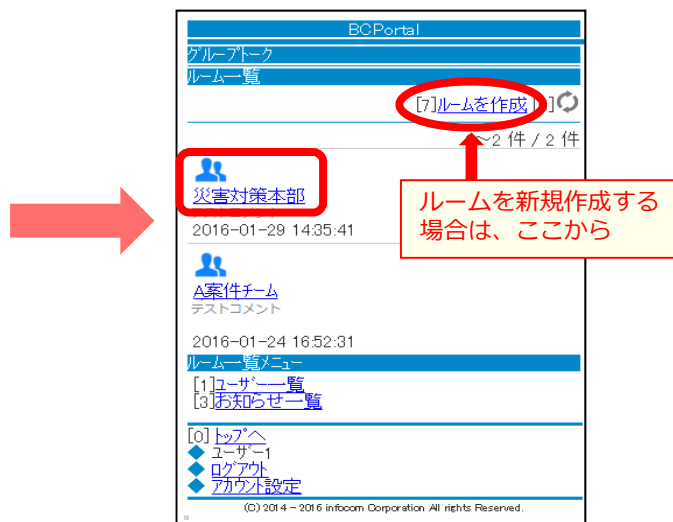 BCPortal
グループトーク
ルーム一覧
[7]ルームを作成
～2 件 / 2 件
災害対策本部
2016-01-29 14:35:41
ルームを新規作成する
場合は、ここから
A案件チーム
テストコメント
2016-01-24 16:52:31
ルーム一覧メニュー
[1]ユーザー一覧
[3]お知らせ一覧
[0] トップへ
◆ ユーザー1
◆ ログアウト
◆ アカウント設定
(C) 2014 - 2016 infocom Corporation All rights Reserved.